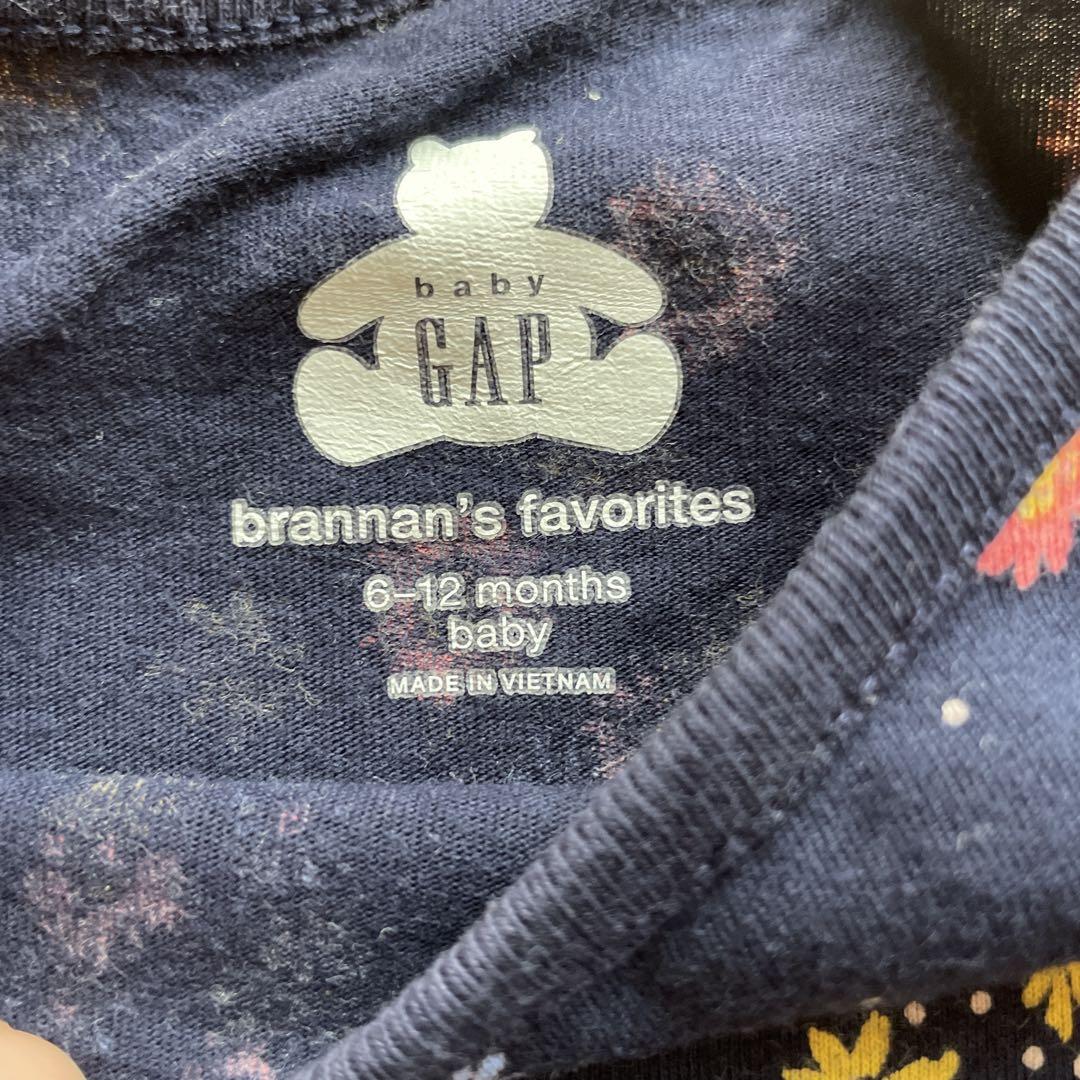 baby
GAP
brannan's favorites
6–12 months
baby
MADE IN VIETNAM